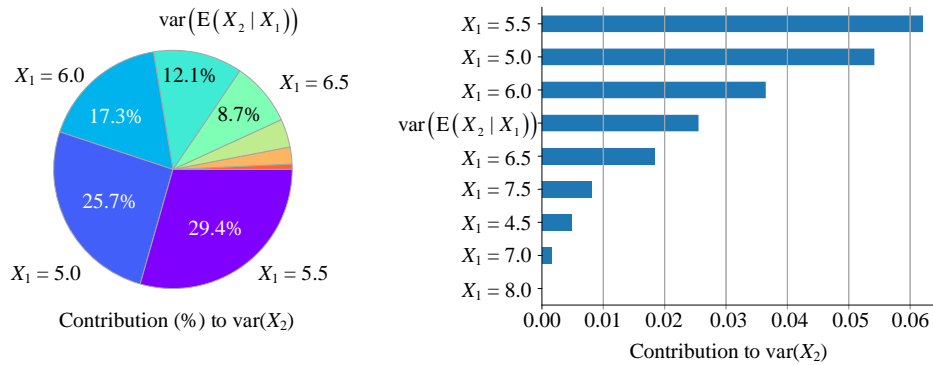 var(E(X₂ | X₁))
X₁ = 6.0
12.1%
X₁ = 6.5
17.3%
8.7%
25.7%
29.4%
X₁ = 5.0
X₁ = 5.5
Contribution (%) to var(X₂)
X₁ = 5.5
X₁ = 5.0
X₁ = 6.0
var(E(X₂ | X₁))
X₁ = 6.5
X₁ = 7.5
X₁ = 4.5
X₁ = 7.0
X₁ = 8.0
0.00 0.01 0.02 0.03 0.04 0.05 0.06
Contribution to var(X₂)